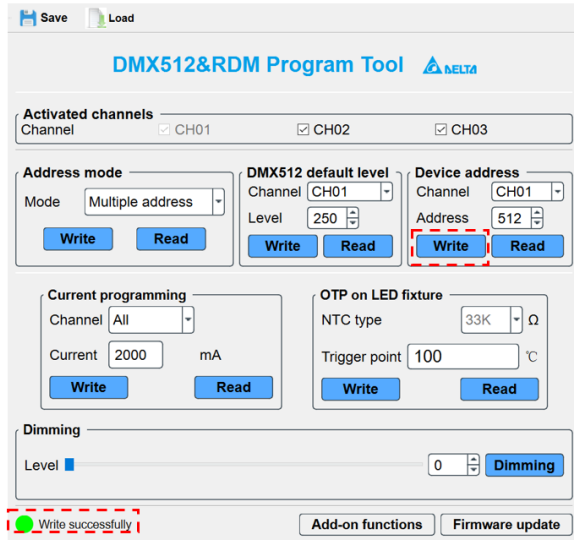 Save Load
DMX512&RDM Program Tool DELTA
Activated channels
Channel CH01 CH02 CH03
Address mode
Mode Multiple address
Write Read
DMX512 default level
Channel CH01
Level 250
Write Read
Device address
Channel CH01
Address 512
Write Read
Current programming
Channel All
Current 2000 mA
Write Read
OTP on LED fixture
NTC type 33K Ω
Trigger point 100 ℃
Write Read
Dimming
Level 0 Dimming
Write successfully Add-on functions Firmware update